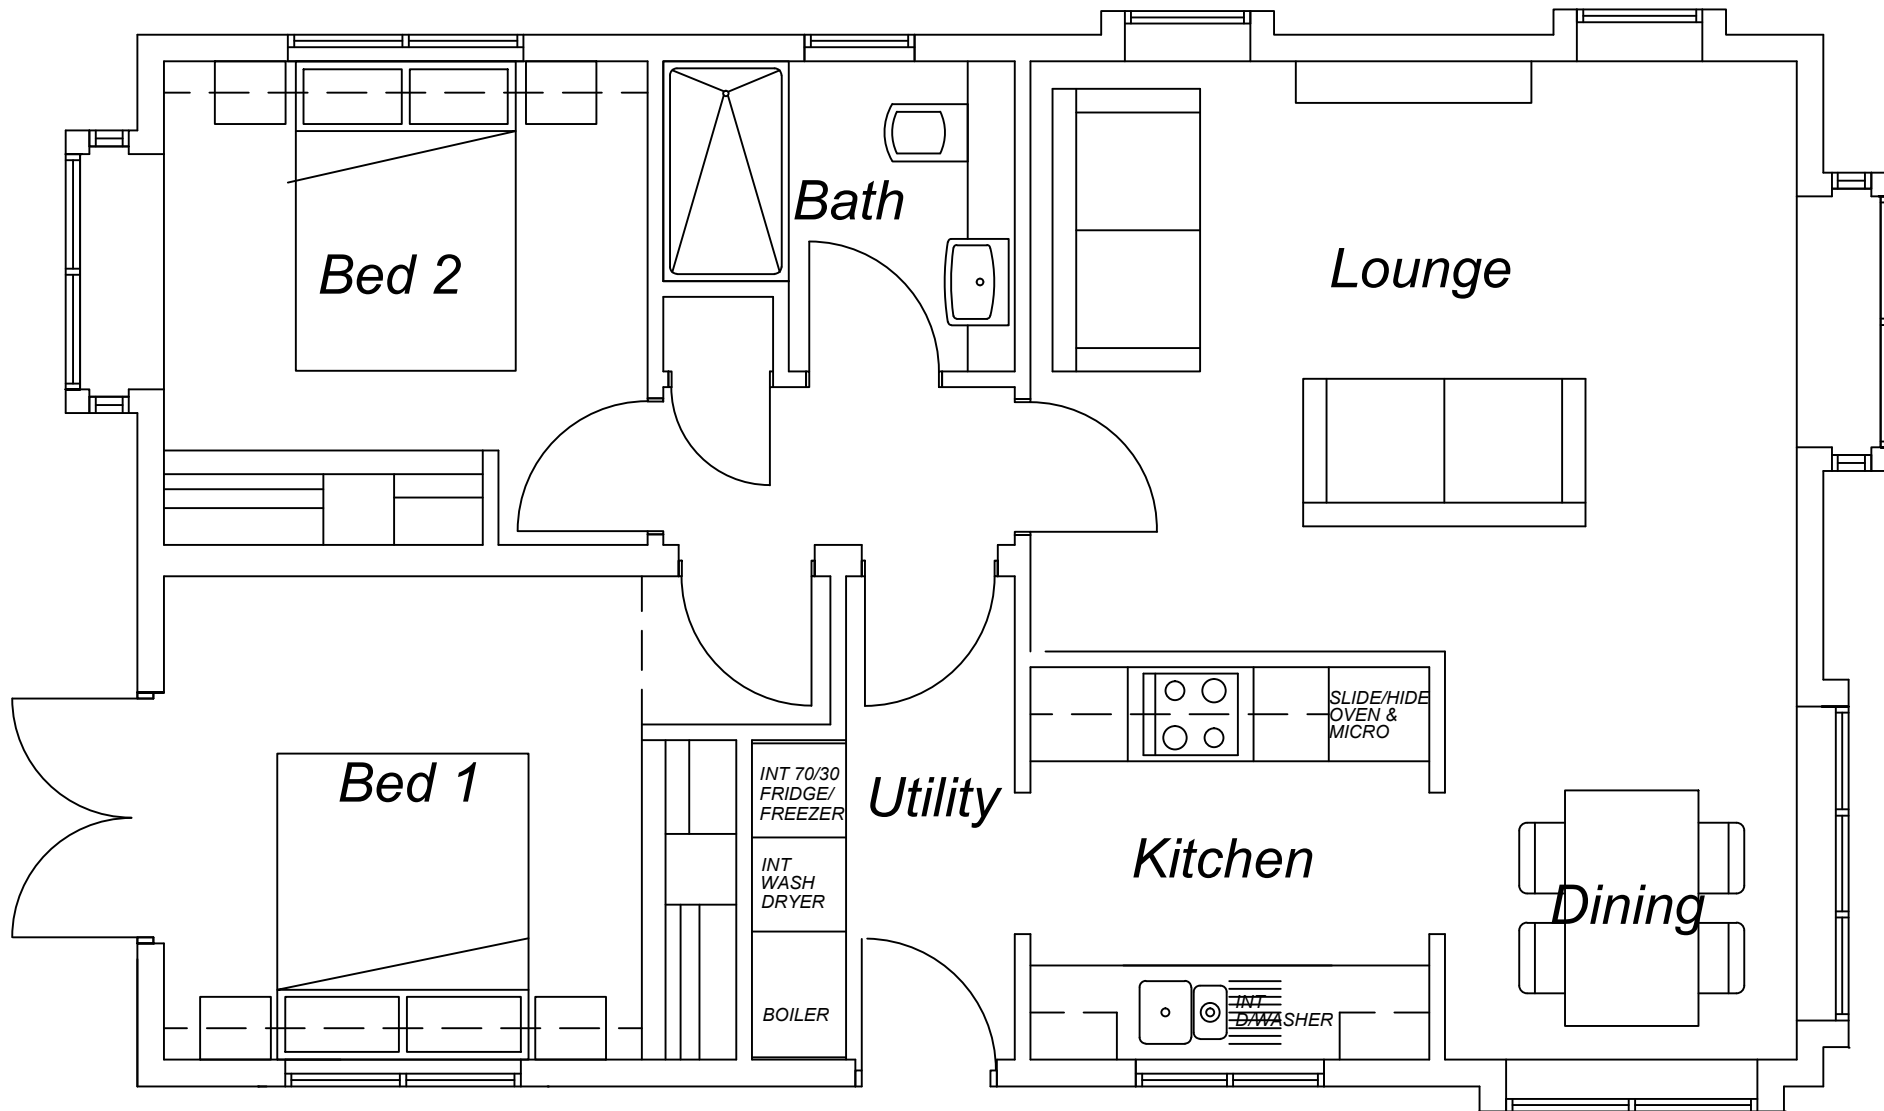 Bath
Bed 2
Lounge
SLIDE/HIDE
OVEN &
MICRO
Bed 1
INT 70/30
FRIDGE/
FREEZER
Utility
INT
WASH
DRYER
Kitchen
Dining
BOILER
INT
D/WASHER